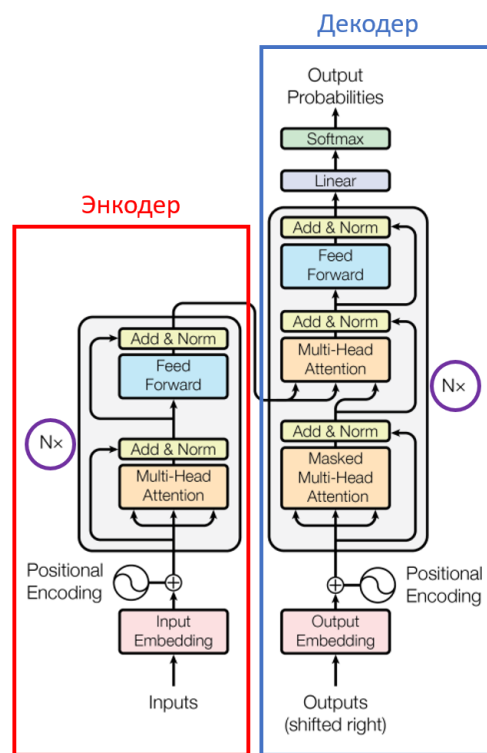 Декодер
Output
Probabilities
Softmax
Linear
Add & Norm
Feed
Forward
Add & Norm
Multi-Head
Attention
Add & Norm
Masked
Multi-Head
Attention
N×
Positional
Encoding
Output
Embedding
Outputs
(shifted right)
Энкодер
Add & Norm
Feed
Forward
N×
Add & Norm
Multi-Head
Attention
Positional
Encoding
Input
Embedding
Inputs